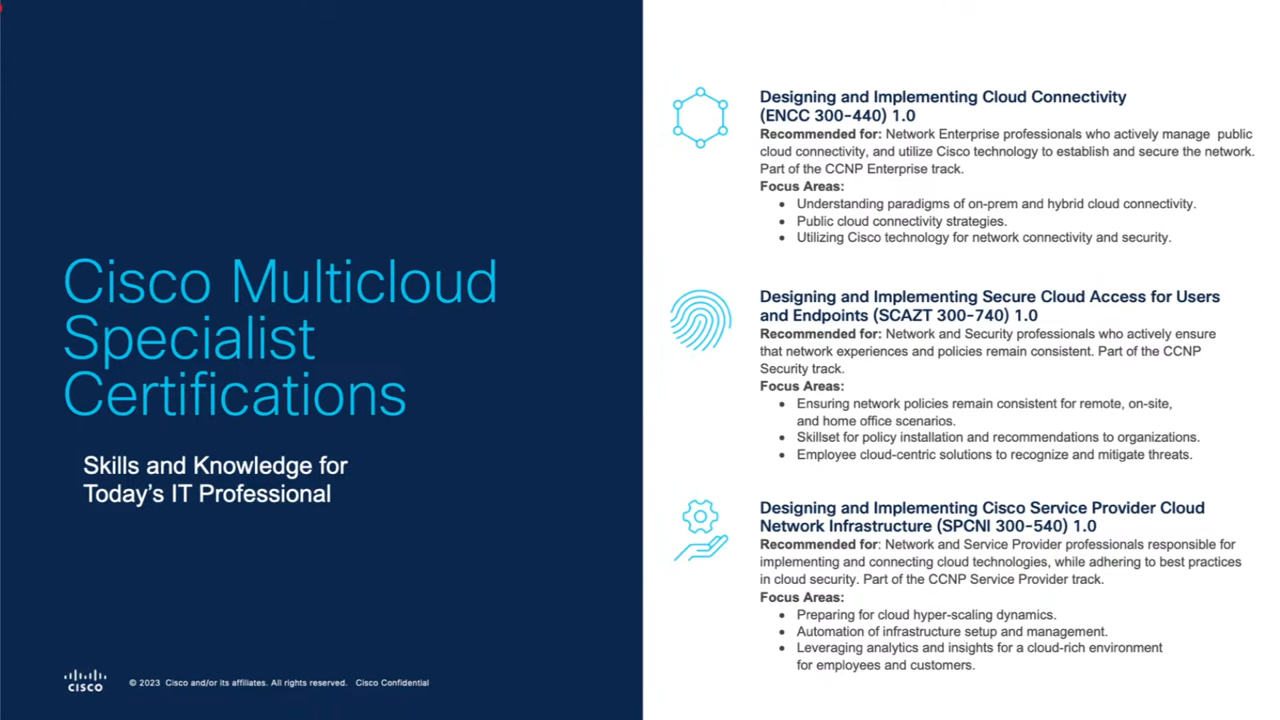 Cisco Multicloud
Specialist
Certifications
Skills and Knowledge for
Today's IT Professional
CISCO
© 2023 Cisco and/or its affiliates. All rights reserved. Cisco Confidential
Designing and Implementing Cloud Connectivity
(ENCC 300-440) 1.0
Recommended for: Network Enterprise professionals who actively manage public
cloud connectivity, and utilize Cisco technology to establish and secure the network.
Part of the CCNP Enterprise track.
Focus Areas:
• Understanding paradigms of on-prem and hybrid cloud connectivity.
• Public cloud connectivity strategies.
• Utilizing Cisco technology for network connectivity and security.
Designing and Implementing Secure Cloud Access for Users
and Endpoints (SCAZT 300-740) 1.0
Recommended for: Network and Security professionals who actively ensure
that network experiences and policies remain consistent. Part of the CCNP
Security track.
Focus Areas:
• Ensuring network policies remain consistent for remote, on-site,
and home office scenarios.
• Skillset for policy installation and recommendations to organizations.
• Employee cloud-centric solutions to recognize and mitigate threats.
Designing and Implementing Cisco Service Provider Cloud
Network Infrastructure (SPCNI 300-540) 1.0
Recommended for: Network and Service Provider professionals responsible for
implementing and connecting cloud technologies, while adhering to best practices
in cloud security. Part of the CCNP Service Provider track.
Focus Areas:
• Preparing for cloud hyper-scaling dynamics.
• Automation of infrastructure setup and management.
• Leveraging analytics and insights for a cloud-rich environment
for employees and customers.